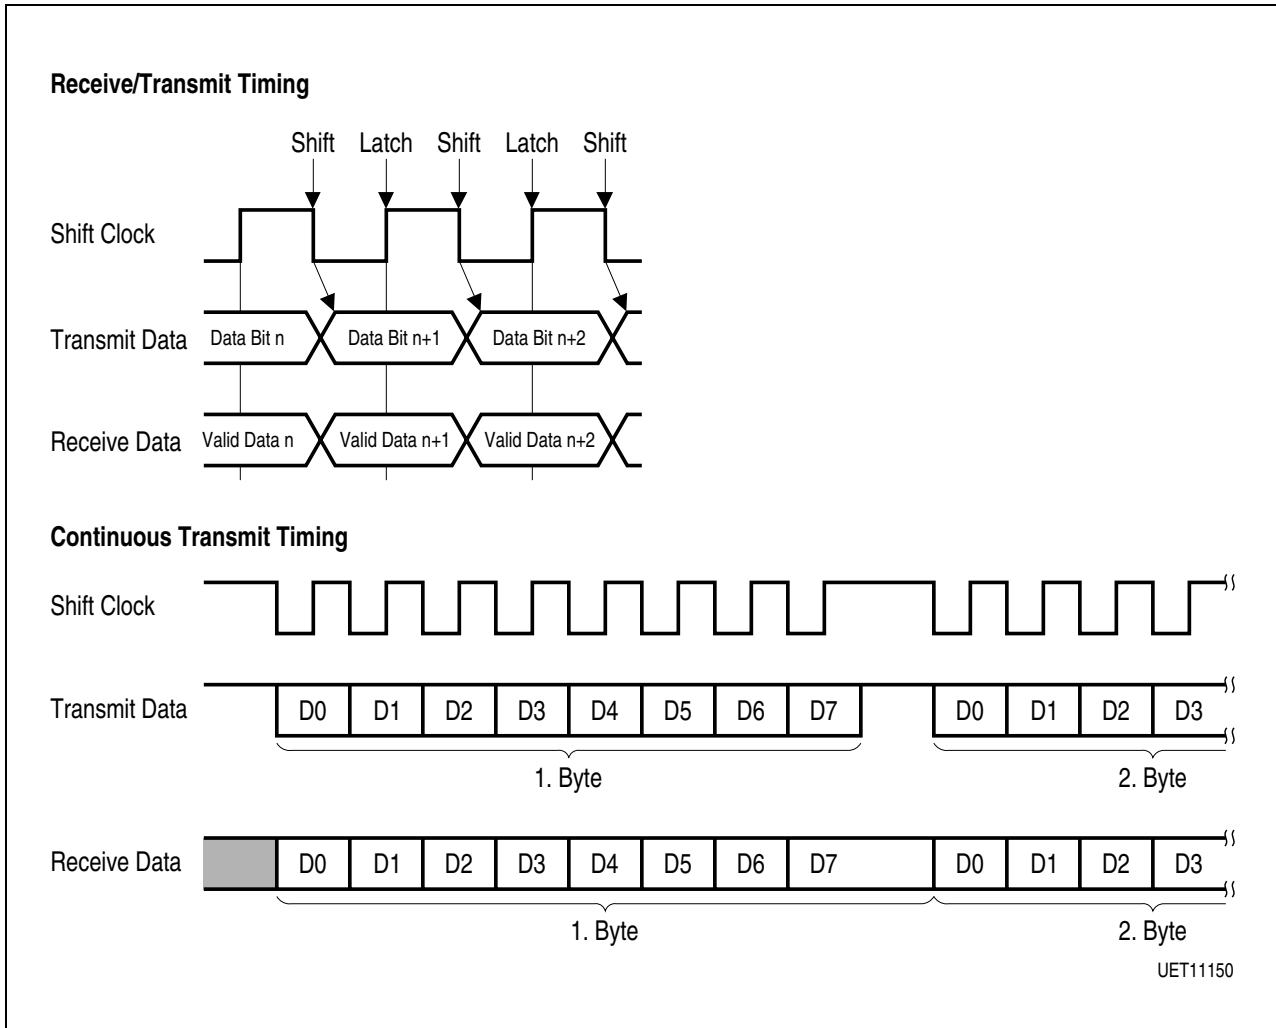 Receive/Transmit Timing
Shift Latch Shift Latch Shift
Shift Clock
Transmit Data Data Bit n Data Bit n+1 Data Bit n+2
Receive Data Valid Data n Valid Data n+1 Valid Data n+2
Continuous Transmit Timing
Shift Clock
Transmit Data D0 D1 D2 D3 D4 D5 D6 D7 D0 D1 D2 D3
1. Byte 2. Byte
Receive Data D0 D1 D2 D3 D4 D5 D6 D7 D0 D1 D2 D3
1. Byte 2. Byte
UET11150